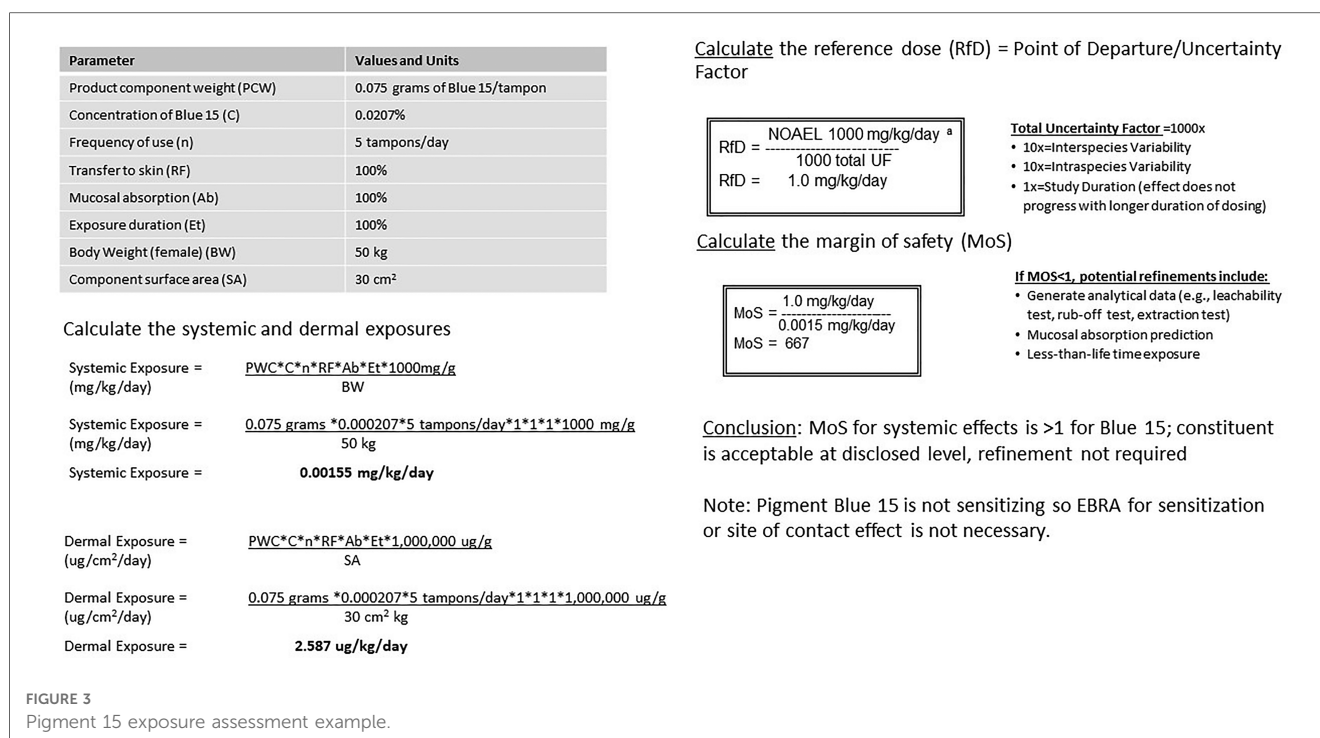 Parameter Values and Units
Product component weight (PCW) 0.075 grams of Blue 15/tampon
Concentration of Blue 15 (C) 0.0207%
Frequency of use (n) 5 tampons/day
Transfer to skin (RF) 100%
Mucosal absorption (Ab) 100%
Exposure duration (Et) 100%
Body Weight (female) (BW) 50 kg
Component surface area (SA) 30 cm²
Calculate the systemic and dermal exposures
Systemic Exposure = PWC*C*n*RF*Ab*Et*1000mg/g
(mg/kg/day) BW
Systemic Exposure = 0.075 grams *0.000207*5 tampons/day*1*1*1*1000 mg/g
(mg/kg/day) 50 kg
Systemic Exposure = 0.00155 mg/kg/day
Dermal Exposure = PWC*C*n*RF*Ab*Et*1,000,000 ug/g
(ug/cm²/day) SA
Dermal Exposure = 0.075 grams *0.000207*5 tampons/day*1*1*1*1,000,000 ug/g
(ug/cm²/day) 30 cm² kg
Dermal Exposure = 2.587 ug/kg/day
Calculate the reference dose (RfD) = Point of Departure/Uncertainty
Factor
NOAEL 1000 mg/kg/day ᵃ
RfD = ---------------------------
1000 total UF
RfD = 1.0 mg/kg/day
Total Uncertainty Factor =1000x
• 10x=Interspecies Variability
• 10x=Intraspecies Variability
• 1x=Study Duration (effect does not
progress with longer duration of dosing)
Calculate the margin of safety (MoS)
1.0 mg/kg/day
MoS = ----------------------
0.0015 mg/kg/day
MoS = 667
If MOS<1, potential refinements include:
• Generate analytical data (e.g., leachability
test, rub-off test, extraction test)
• Mucosal absorption prediction
• Less-than-life time exposure
Conclusion: MoS for systemic effects is >1 for Blue 15; constituent
is acceptable at disclosed level, refinement not required
Note: Pigment Blue 15 is not sensitizing so EBRA for sensitization
or site of contact effect is not necessary.
FIGURE 3
Pigment 15 exposure assessment example.